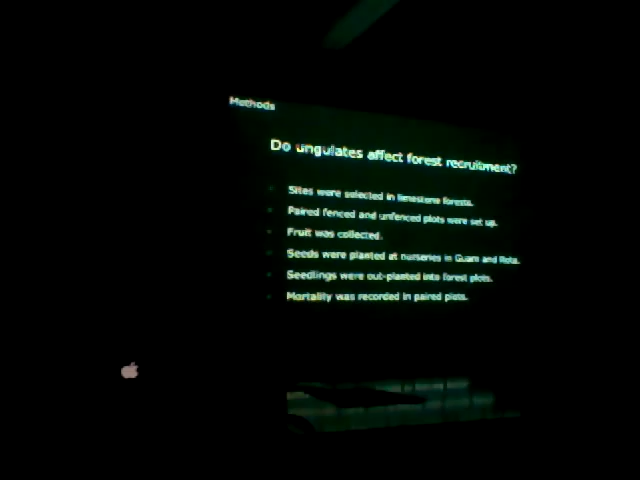 Methods
Do ungulates affect forest recruitment?
Sites were selected in limestone forests.
Paired fenced and unfenced plots were set up.
Fruit was collected.
Seeds were planted at nurseries in Guam and Rota.
Seedlings were out-planted into forest plots.
Mortality was recorded in paired plots.